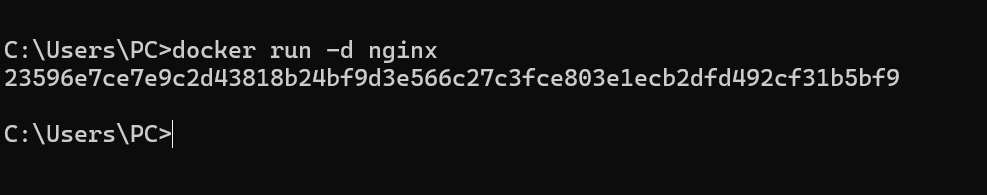 C:\Users\PC>docker run -d nginx
23596e7ce7e9c2d43818b24bf9d3e566c27c3fce803e1ecb2dfd492cf31b5bf9
C:\Users\PC>